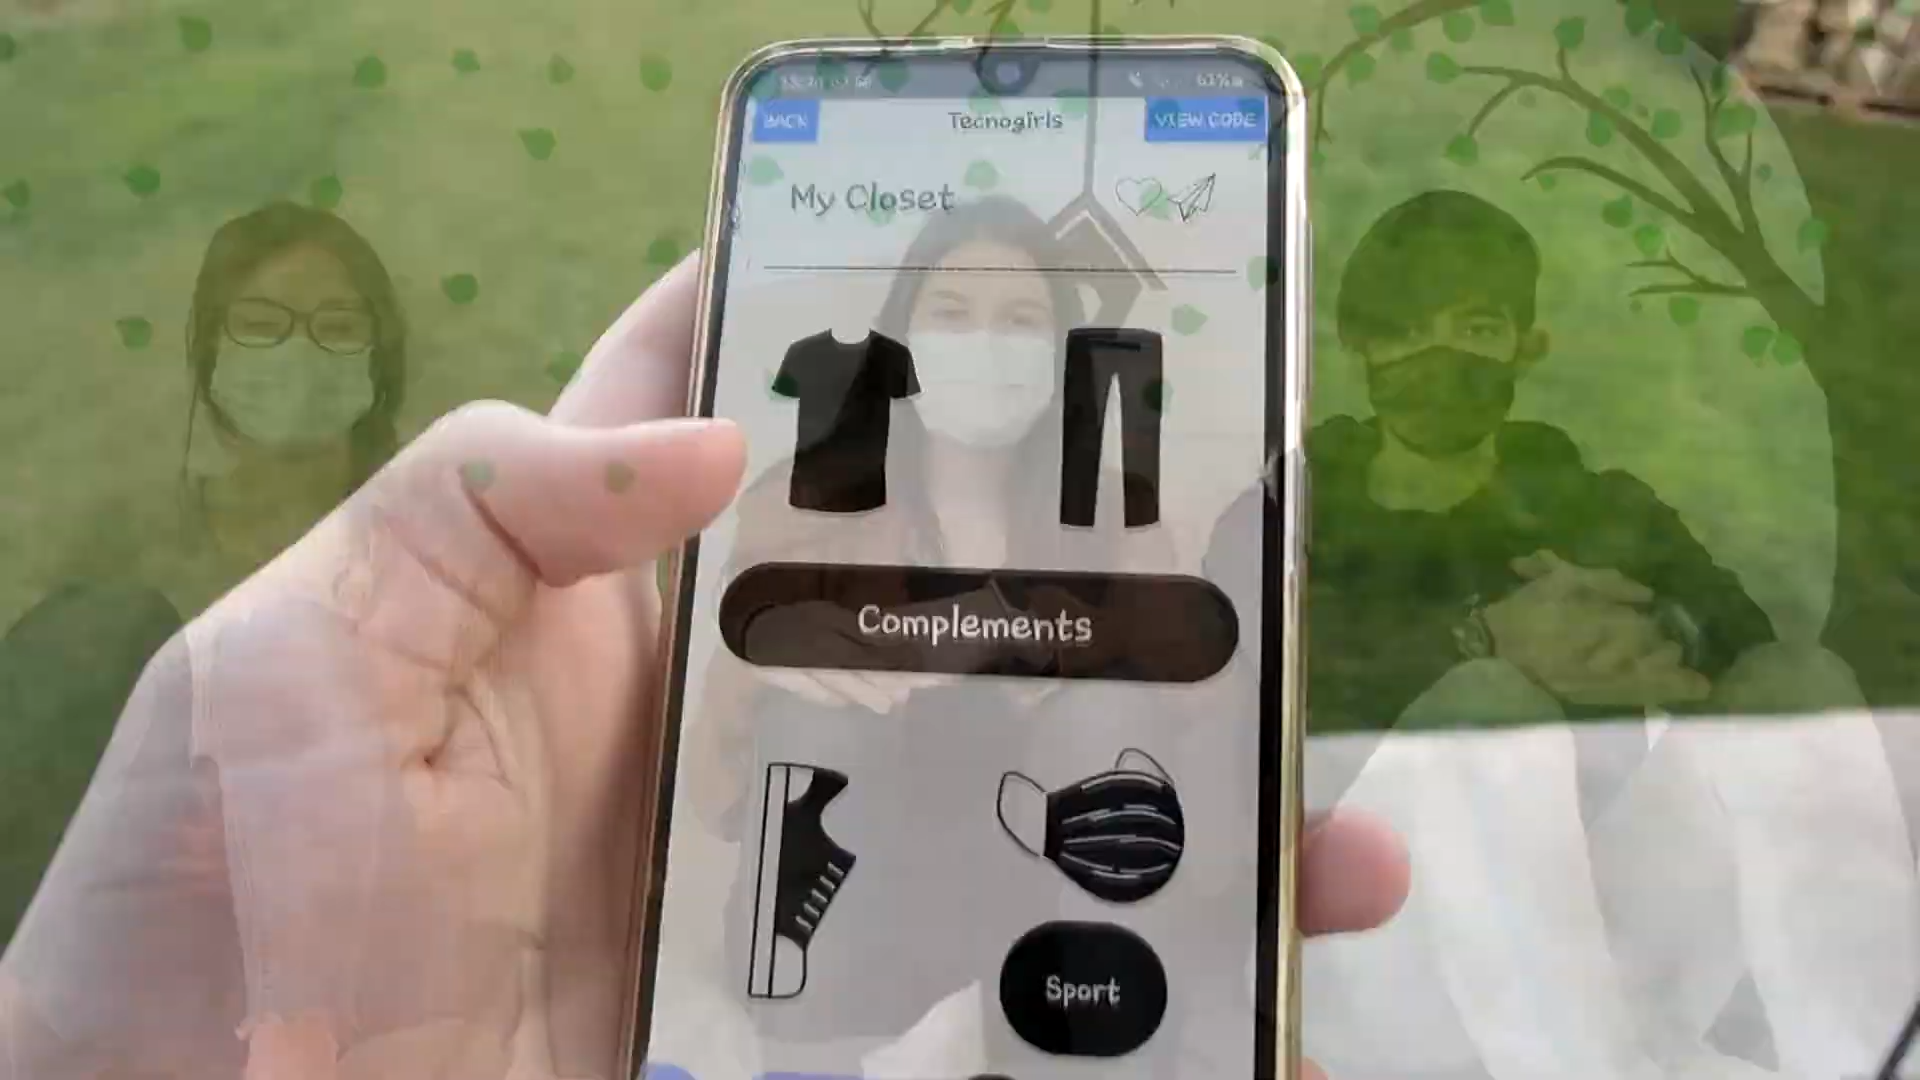 BACK
Tecnogirls
VIEW CODE
My Closet
Complements
Sport